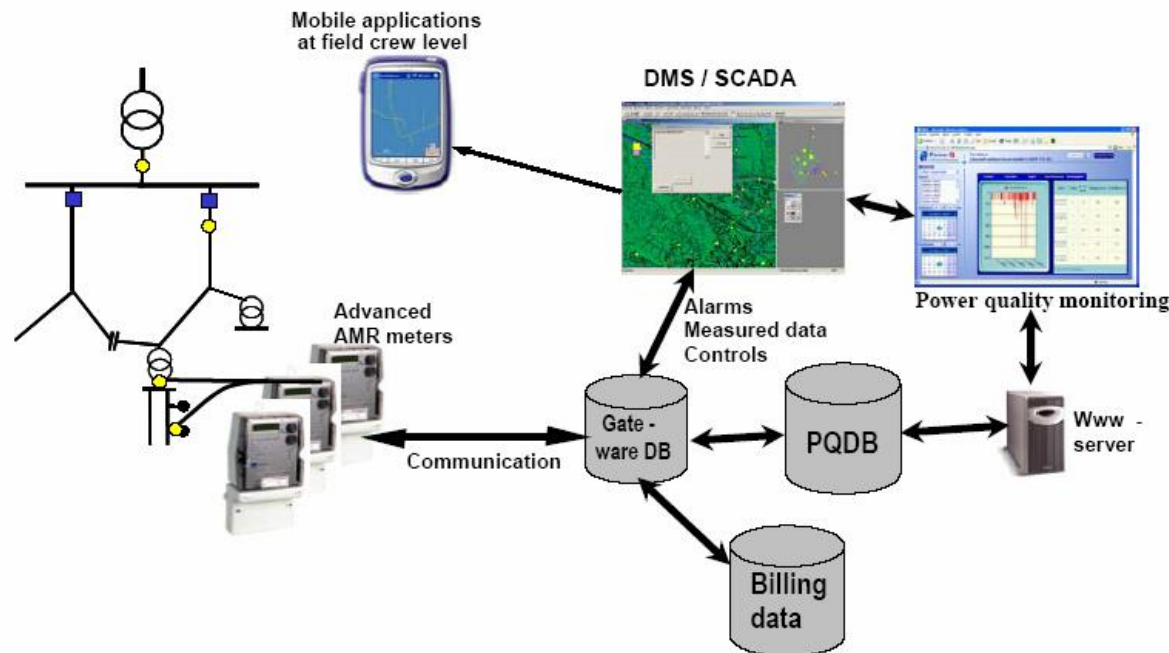 Mobile applications
at field crew level
DMS / SCADA
Power quality monitoring
Advanced
AMR meters
Alarms
Measured data
Controls
Gate -
ware DB
PQDB
Www -
server
Communication
Billing
data